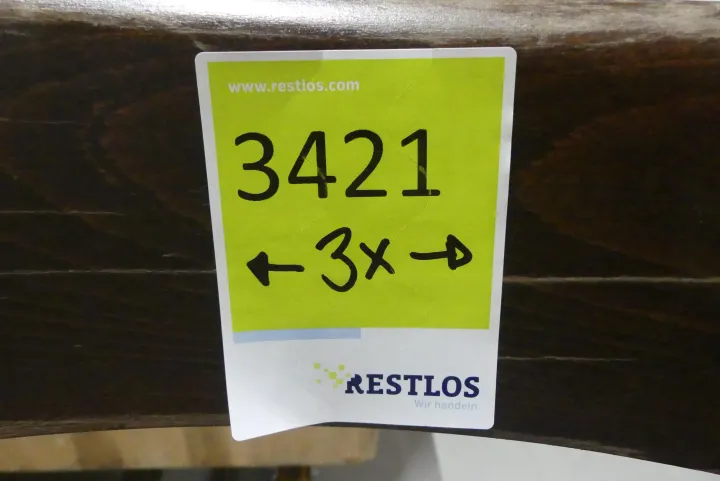 www.restlos.com
3421
← 3x →
RESTLOS
Wir handeln